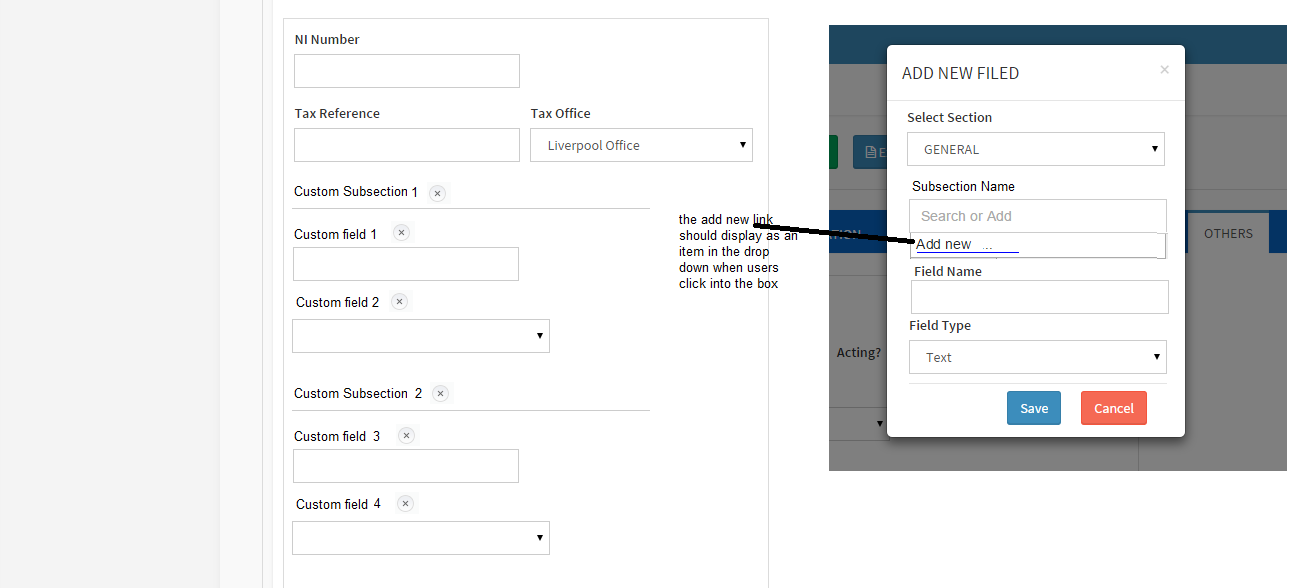 NI Number
Tax Reference
Tax Office
Liverpool Office
Custom Subsection 1
Custom field 1
Custom field 2
Custom Subsection 2
Custom field 3
Custom field 4
the add new link
should display as an
item in the drop
down when users
click into the box
ADD NEW FILED
×
Select Section
GENERAL
Subsection Name
Search or Add
Add new ...
Field Name
Field Type
Text
Save
Cancel
E
ATION
OTHERS
Acting?